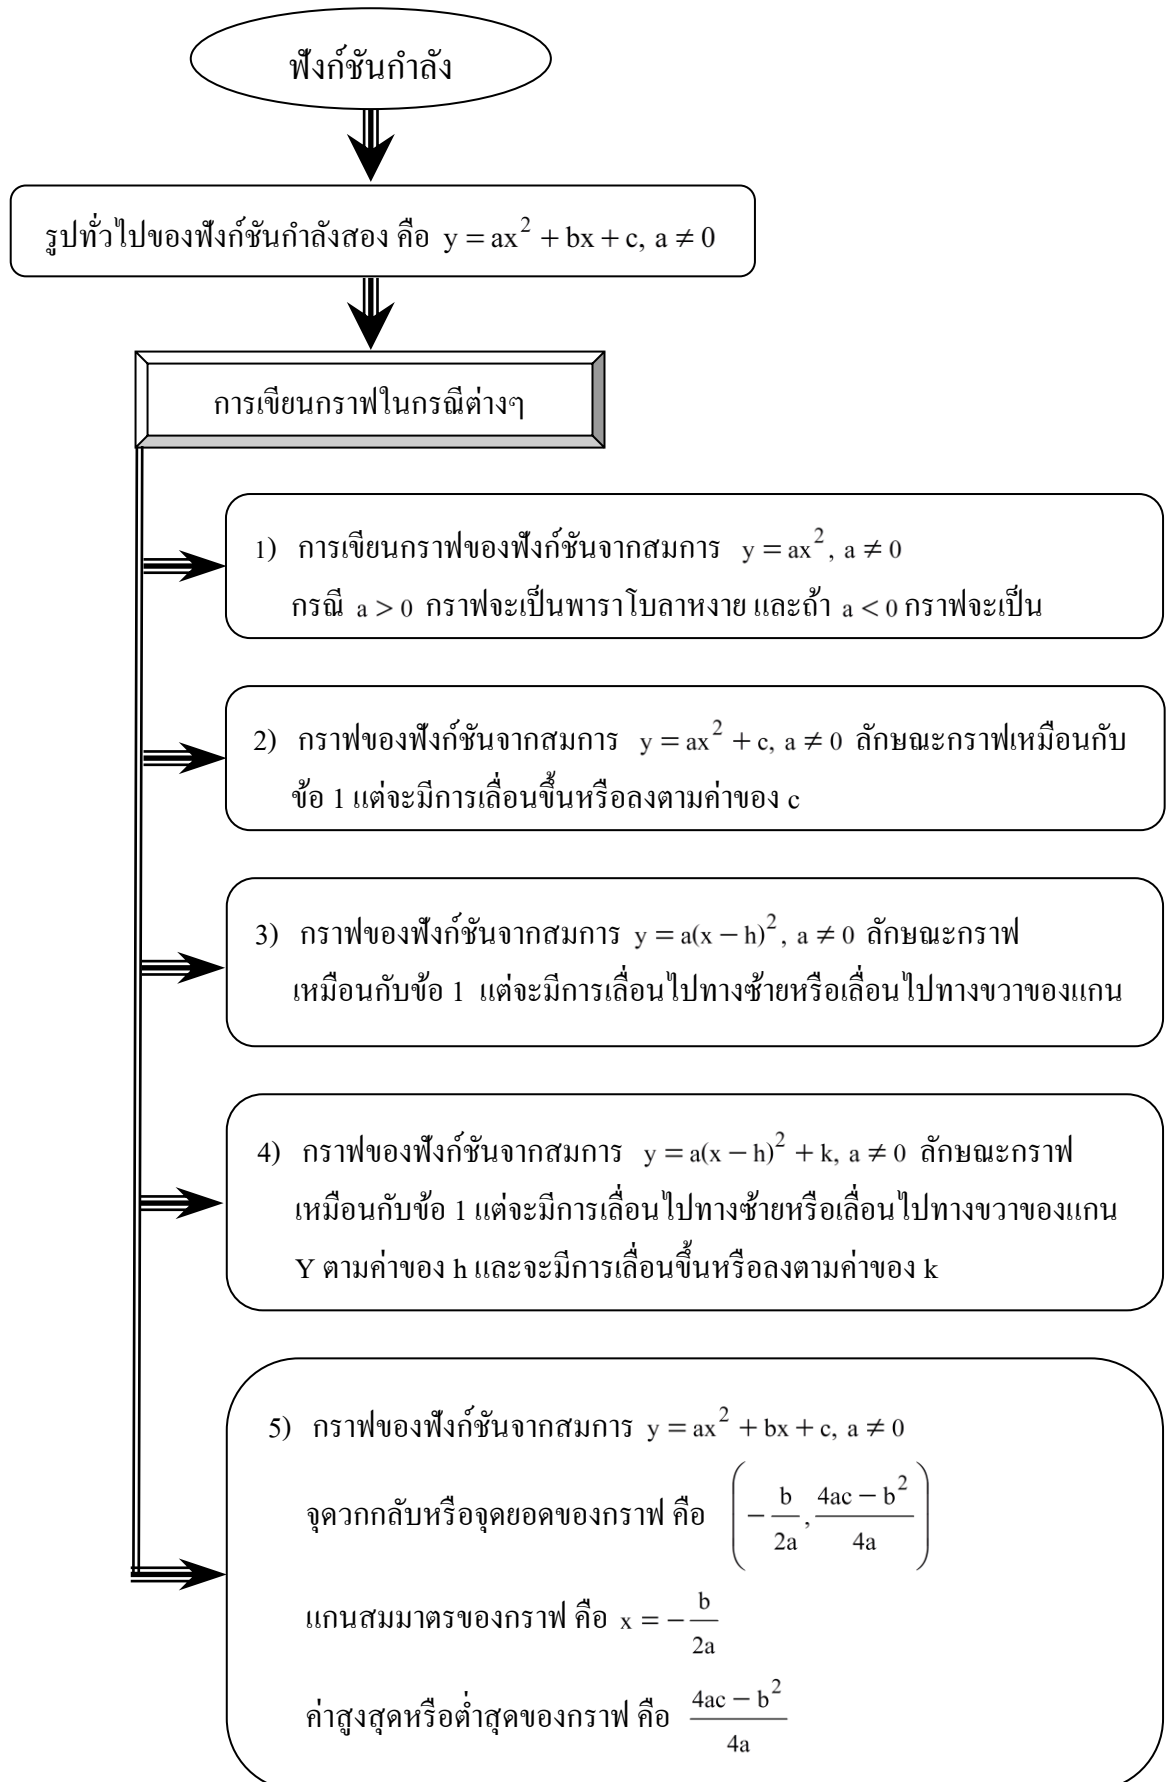 ฟังก์ชันกำลัง
รูปทั่วไปของฟังก์ชันกำลังสอง คือ y = ax² + bx + c, a ≠ 0
การเขียนกราฟในกรณีต่างๆ
1) การเขียนกราฟของฟังก์ชันจากสมการ y = ax², a ≠ 0
กรณี a > 0 กราฟจะเป็นพาราโบลาหงาย และถ้า a < 0 กราฟจะเป็น
2) กราฟของฟังก์ชันจากสมการ y = ax² + c, a ≠ 0 ลักษณะกราฟเหมือนกับ
ข้อ 1 แต่จะมีการเลื่อนขึ้นหรือลงตามค่าของ c
3) กราฟของฟังก์ชันจากสมการ y = a(x − h)², a ≠ 0 ลักษณะกราฟ
เหมือนกับข้อ 1 แต่จะมีการเลื่อนไปทางซ้ายหรือเลื่อนไปทางขวาของแกน
4) กราฟของฟังก์ชันจากสมการ y = a(x − h)² + k, a ≠ 0 ลักษณะกราฟ
เหมือนกับข้อ 1 แต่จะมีการเลื่อนไปทางซ้ายหรือเลื่อนไปทางขวาของแกน
Y ตามค่าของ h และจะมีการเลื่อนขึ้นหรือลงตามค่าของ k
5) กราฟของฟังก์ชันจากสมการ y = ax² + bx + c, a ≠ 0
จุดวกกลับหรือจุดยอดของกราฟ คือ (−b/2a, (4ac − b²)/4a)
แกนสมมาตรของกราฟ คือ x = −b/2a
ค่าสูงสุดหรือต่ำสุดของกราฟ คือ (4ac − b²)/4a